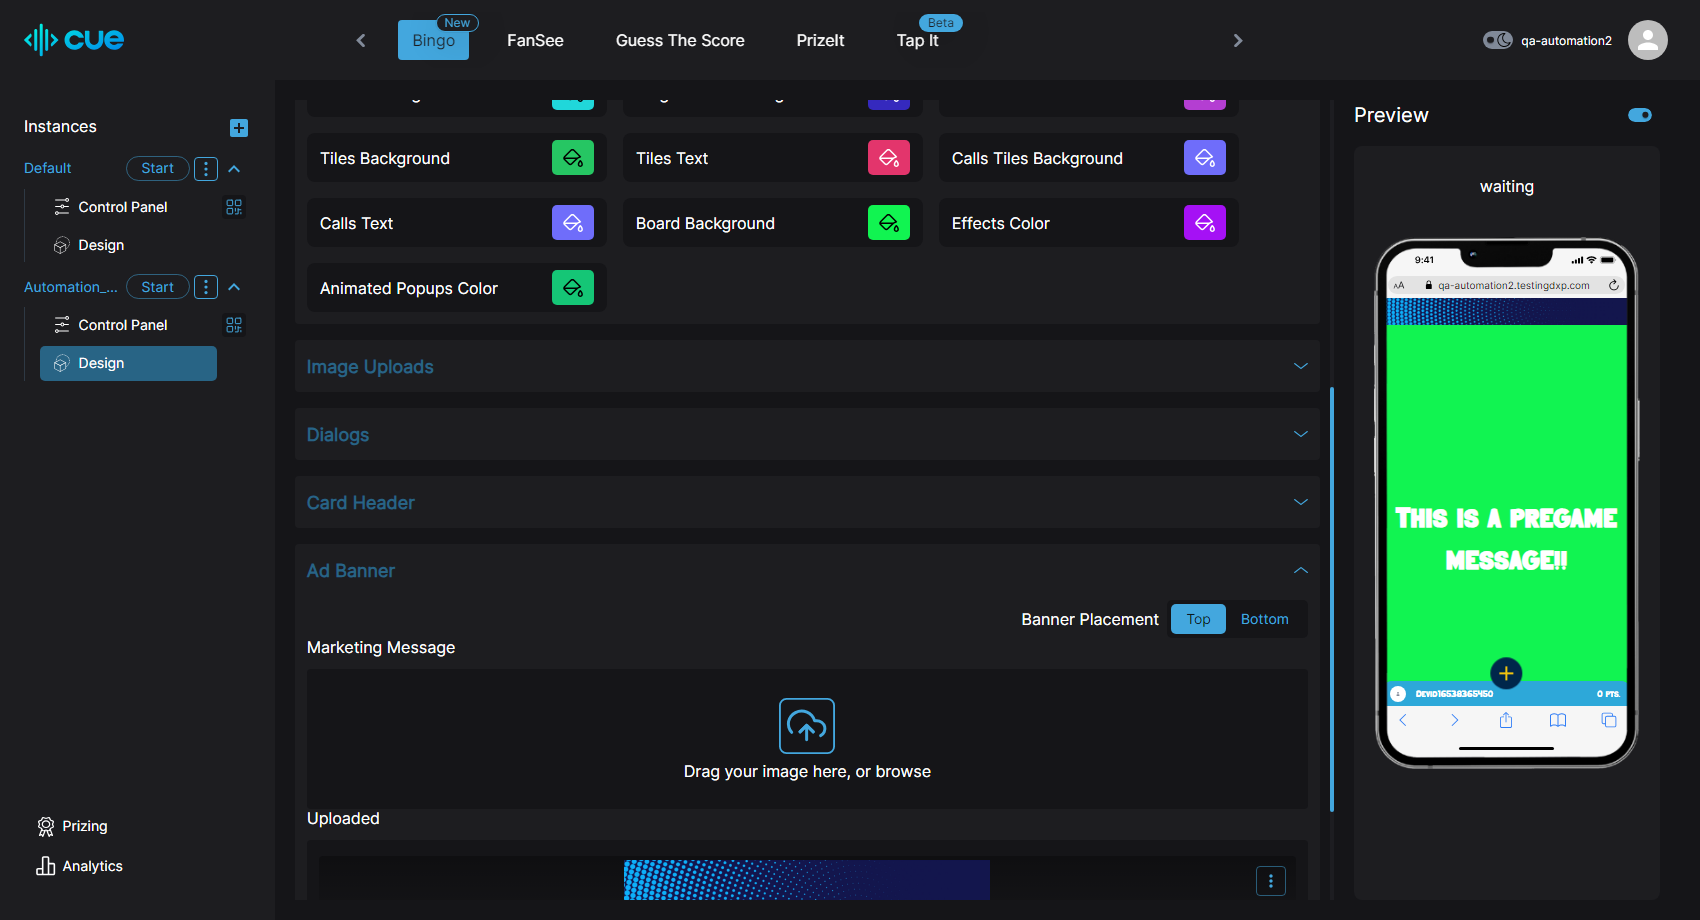 cue
Bingo
New
FanSee
Guess The Score
PrizeIt
Tap It
Beta
qa-automation2
Instances
Default
Start
Control Panel
Design
Automation_...
Start
Control Panel
Design
Prizing
Analytics
Tiles Background
Tiles Text
Calls Tiles Background
Calls Text
Board Background
Effects Color
Animated Popups Color
Image Uploads
Dialogs
Card Header
Ad Banner
Banner Placement
Top
Bottom
Marketing Message
Drag your image here, or browse
Uploaded
Preview
waiting
9:41
AA
qa-automation2.testingdxp.com
THIS IS A PREGAME
MESSAGE!!
DEVID16538365450
0 PTS.